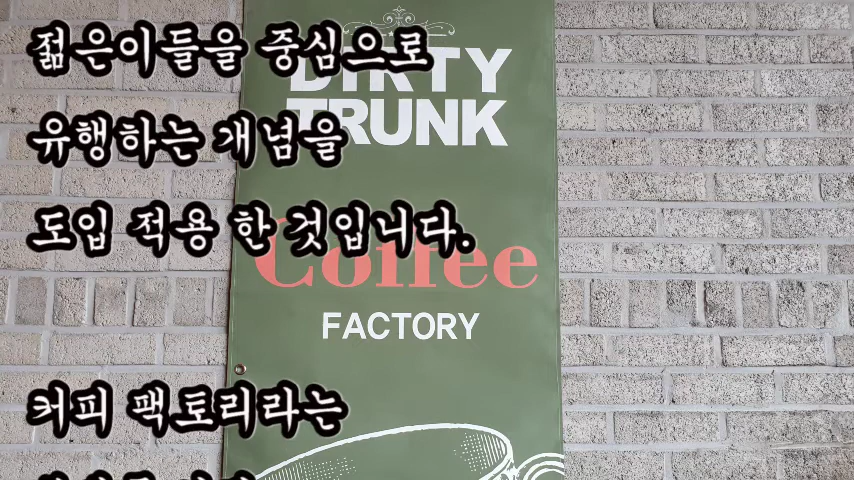 젊은이들을 중심으로
유행하는 개념을
도입 적용 한 것입니다.
커피 팩토리라는
DIRTY
TRUNK
Coffee
FACTORY